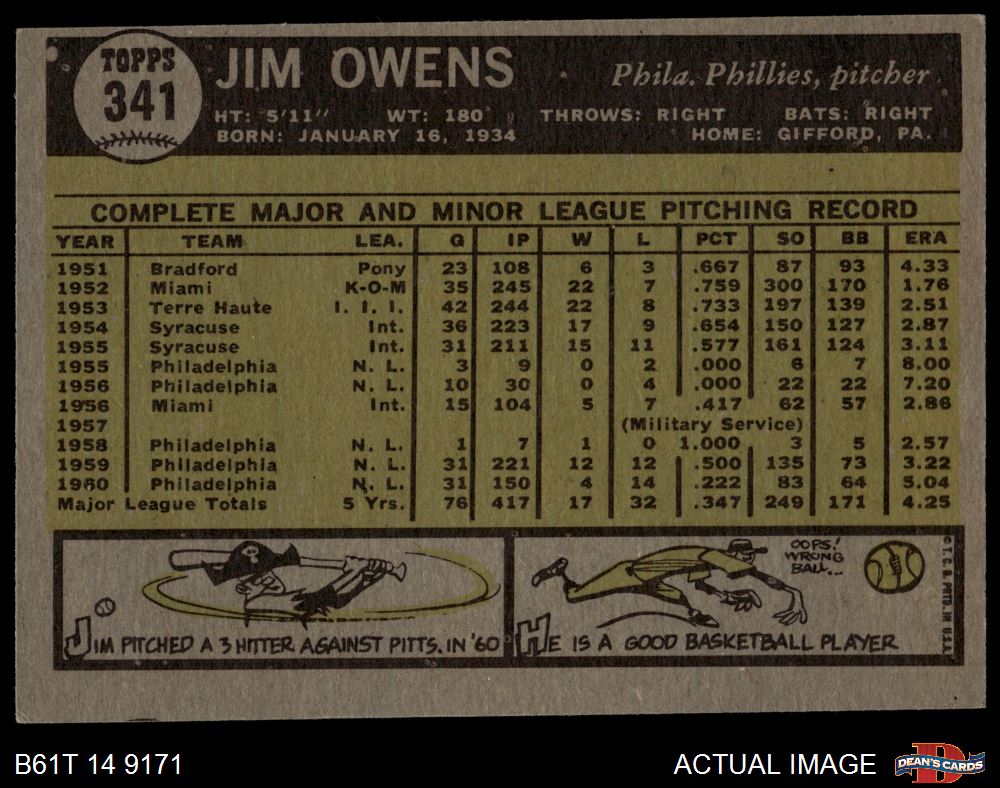 TOPPS
341
JIM OWENS
Phila. Phillies, pitcher
HT: 5'11" WT: 180 THROWS: RIGHT BATS: RIGHT
BORN: JANUARY 16, 1934 HOME: GIFFORD, PA.
COMPLETE MAJOR AND MINOR LEAGUE PITCHING RECORD
YEAR TEAM LEA. G IP W L PCT SO BB ERA
1951 Bradford Pony 23 108 6 3 .667 87 93 4.33
1952 Miami K-O-M 35 245 22 7 .759 300 170 1.76
1953 Terre Haute I. I. I. 42 244 22 8 .733 197 139 2.51
1954 Syracuse Int. 36 223 17 9 .654 150 127 2.87
1955 Syracuse Int. 31 211 15 11 .577 161 124 3.11
1955 Philadelphia N. L. 3 9 0 2 .000 6 7 8.00
1956 Philadelphia N. L. 10 30 0 4 .000 22 22 7.20
1956 Miami Int. 15 104 5 7 .417 62 57 2.86
1957 (Military Service)
1958 Philadelphia N. L. 1 7 1 0 1.000 3 5 2.57
1959 Philadelphia N. L. 31 221 12 12 .500 135 73 3.22
1960 Philadelphia N. L. 31 150 4 14 .222 83 64 5.04
Major League Totals 5 Yrs. 76 417 17 32 .347 249 171 4.25
JIM PITCHED A 3 HITTER AGAINST PITTS. IN '60
OOPS!
WRONG
BALL...
HE IS A GOOD BASKETBALL PLAYER
© T. C. G. PRTD. IN U.S.A.
B61T 14 9171
ACTUAL IMAGE
DEAN'S CARDS